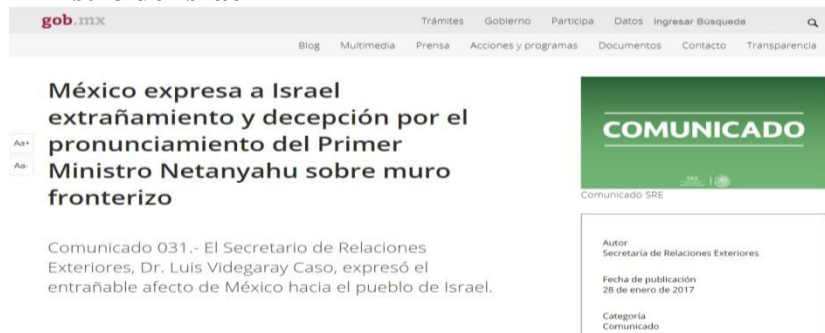 gob.mx
Trámites Gobierno Participa Datos Ingresar Búsqueda
Blog Multimedia Prensa Acciones y programas Documentos Contacto Transparencia
México expresa a Israel
extrañamiento y decepción por el
pronunciamiento del Primer
Ministro Netanyahu sobre muro
fronterizo
Aa+
Aa-
Comunicado 031.- El Secretario de Relaciones
Exteriores, Dr. Luis Videgaray Caso, expresó el
entrañable afecto de México hacia el pueblo de Israel.
COMUNICADO
Comunicado SRE
Autor
Secretaría de Relaciones Exteriores
Fecha de publicación
28 de enero de 2017
Categoría
Comunicado